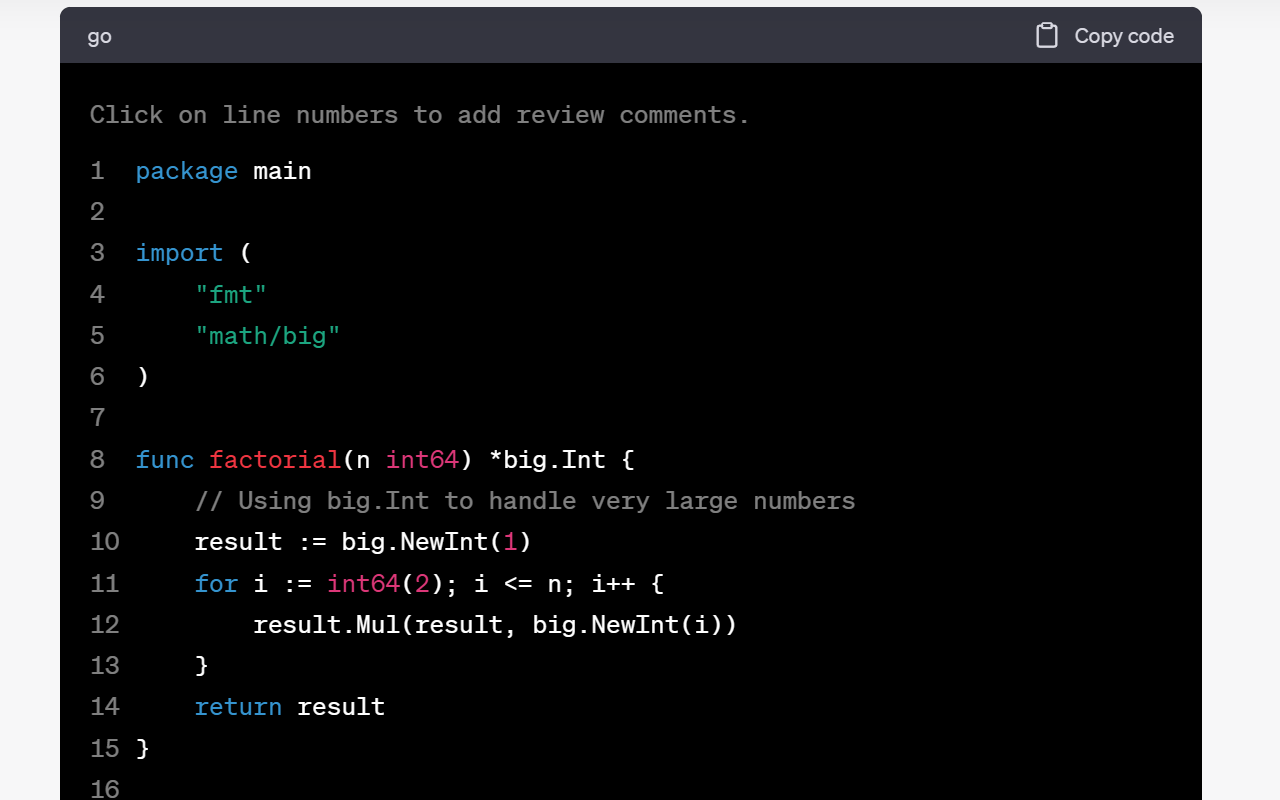 go
Copy code
Click on line numbers to add review comments.
1 package main
2
3 import (
4     "fmt"
5     "math/big"
6 )
7
8 func factorial(n int64) *big.Int {
9     // Using big.Int to handle very large numbers
10     result := big.NewInt(1)
11     for i := int64(2); i <= n; i++ {
12         result.Mul(result, big.NewInt(i))
13     }
14     return result
15 }
16